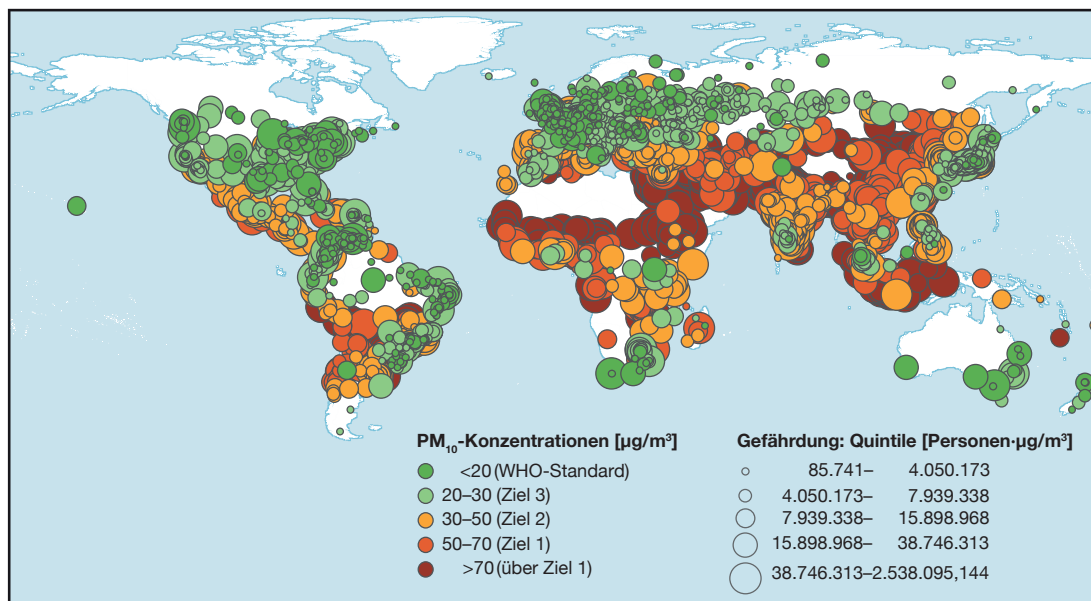 PM10-Konzentrationen [µg/m³]
<20 (WHO-Standard)
20–30 (Ziel 3)
30–50 (Ziel 2)
50–70 (Ziel 1)
>70 (über Ziel 1)
Gefährdung: Quintile [Personen·µg/m³]
85.741– 4.050.173
4.050.173– 7.939.338
7.939.338– 15.898.968
15.898.968– 38.746.313
38.746.313–2.538.095,144